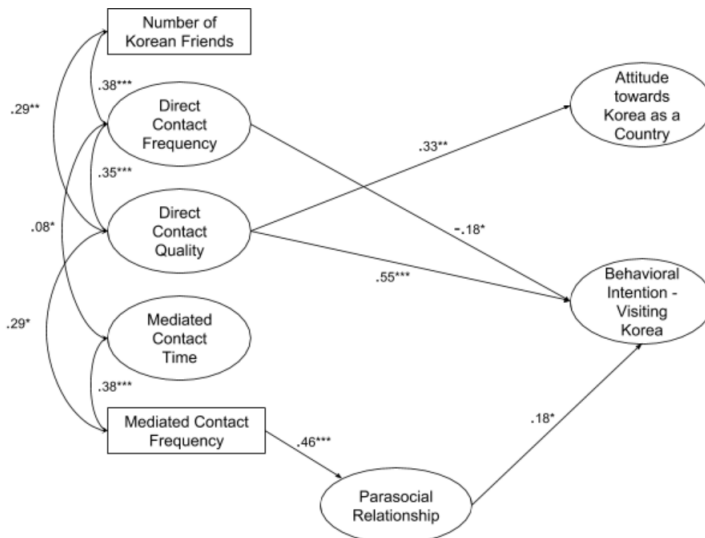 Number of
Korean Friends
.38***
.29**
Direct
Contact
Frequency
Attitude
towards
Korea as a
Country
.33**
.35***
Direct
Contact
Quality
-.18*
.08*
.55***
Behavioral
Intention -
Visiting
Korea
.29*
Mediated
Contact
Time
.38***
Mediated Contact
Frequency
.46***
.18*
Parasocial
Relationship